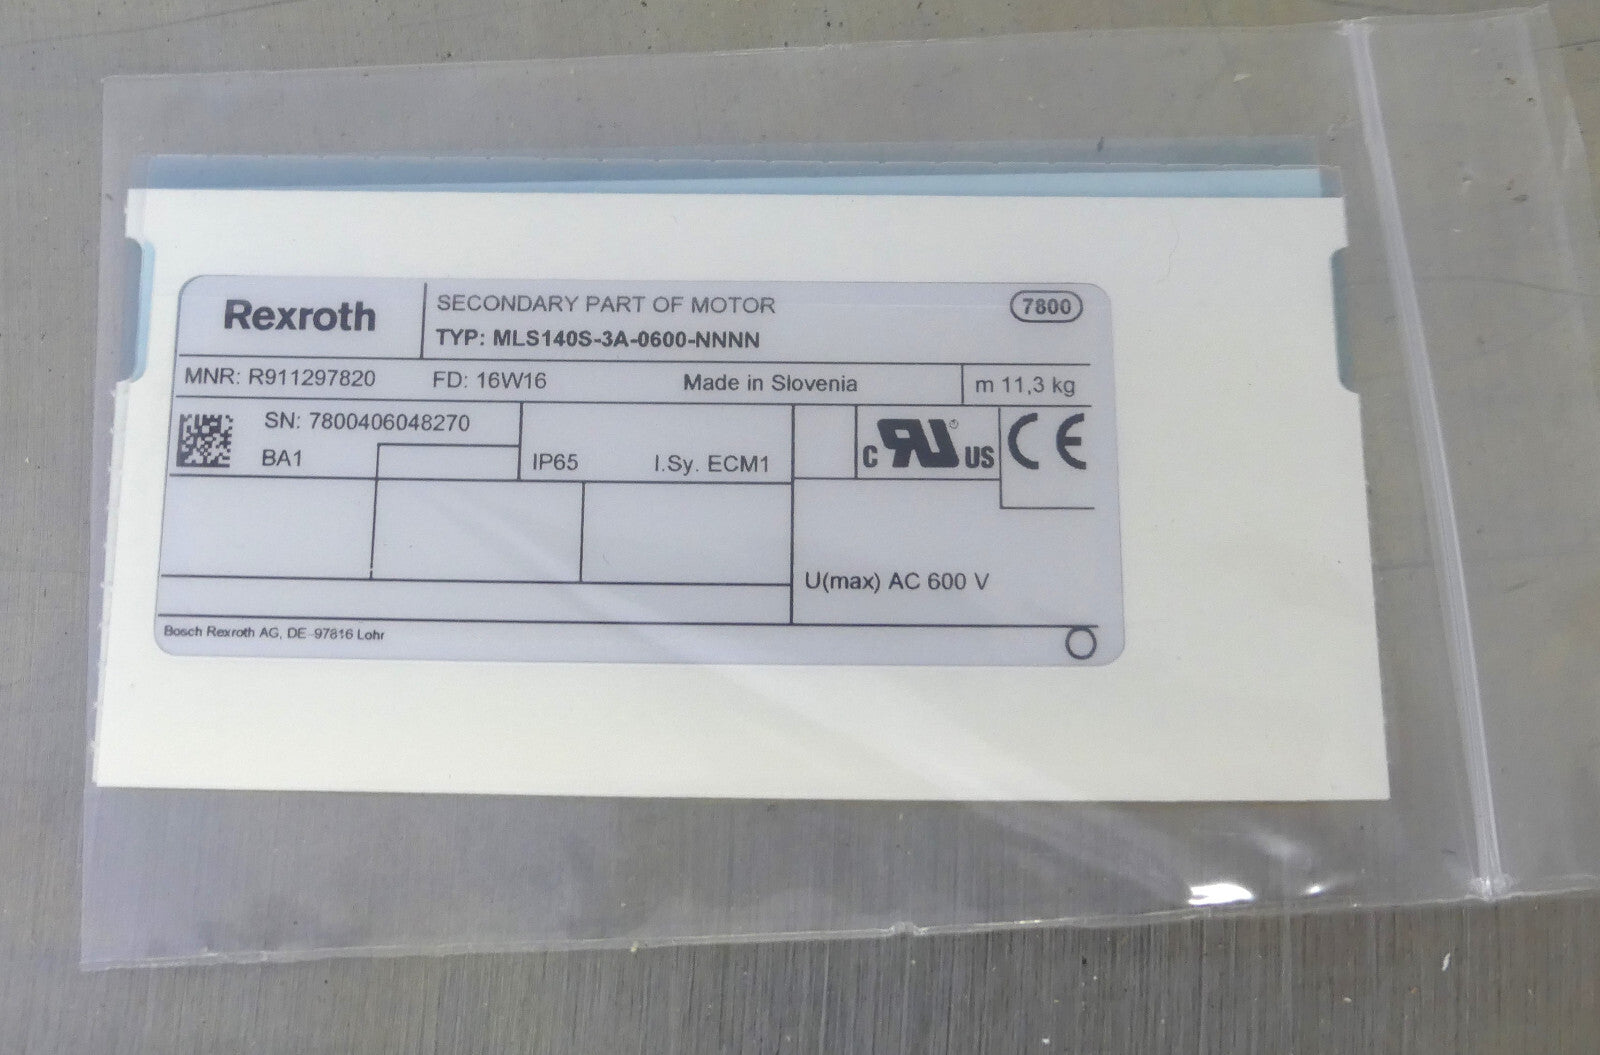 Rexroth
SECONDARY PART OF MOTOR
7800
TYP: MLS140S-3A-0600-NNNN
MNR: R911297820 FD: 16W16 Made in Slovenia m 11,3 kg
SN: 7800406048270
BA1 IP65 I.Sy. ECM1
c RU ® US CE
U(max) AC 600 V
Bosch Rexroth AG, DE-97816 Lohr